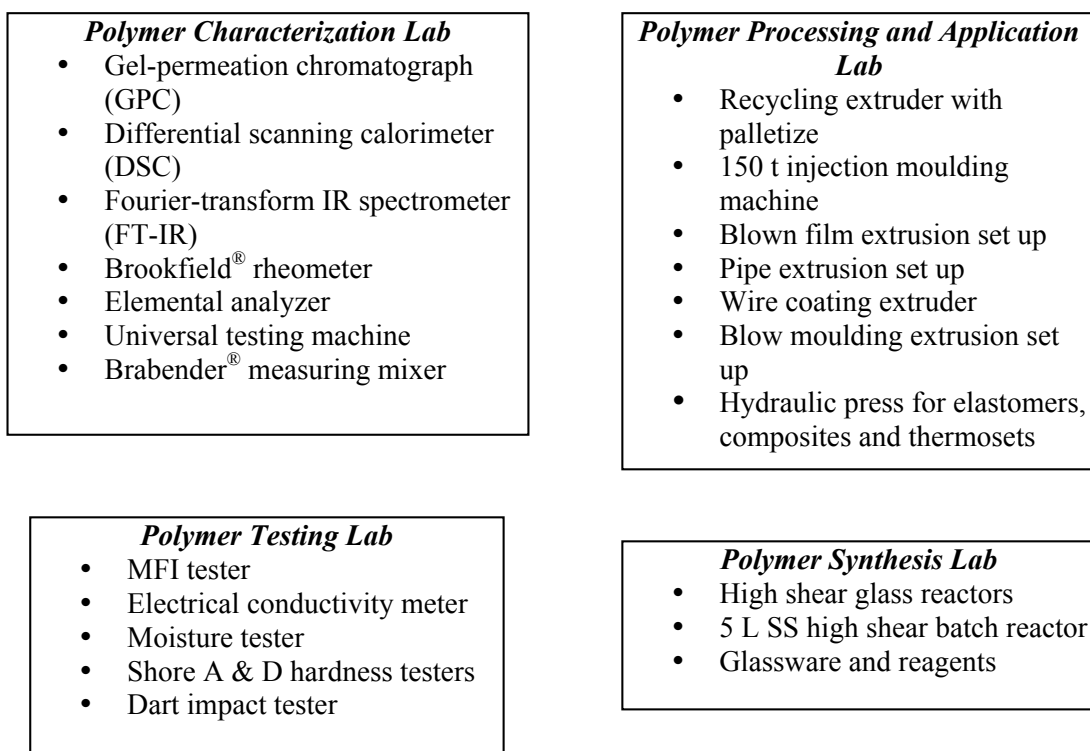 Polymer Characterization Lab
• Gel-permeation chromatograph
(GPC)
• Differential scanning calorimeter
(DSC)
• Fourier-transform IR spectrometer
(FT-IR)
• Brookfield® rheometer
• Elemental analyzer
• Universal testing machine
• Brabender® measuring mixer
Polymer Processing and Application
Lab
• Recycling extruder with
palletize
• 150 t injection moulding
machine
• Blown film extrusion set up
• Pipe extrusion set up
• Wire coating extruder
• Blow moulding extrusion set
up
• Hydraulic press for elastomers,
composites and thermosets
Polymer Testing Lab
• MFI tester
• Electrical conductivity meter
• Moisture tester
• Shore A & D hardness testers
• Dart impact tester
Polymer Synthesis Lab
• High shear glass reactors
• 5 L SS high shear batch reactor
• Glassware and reagents